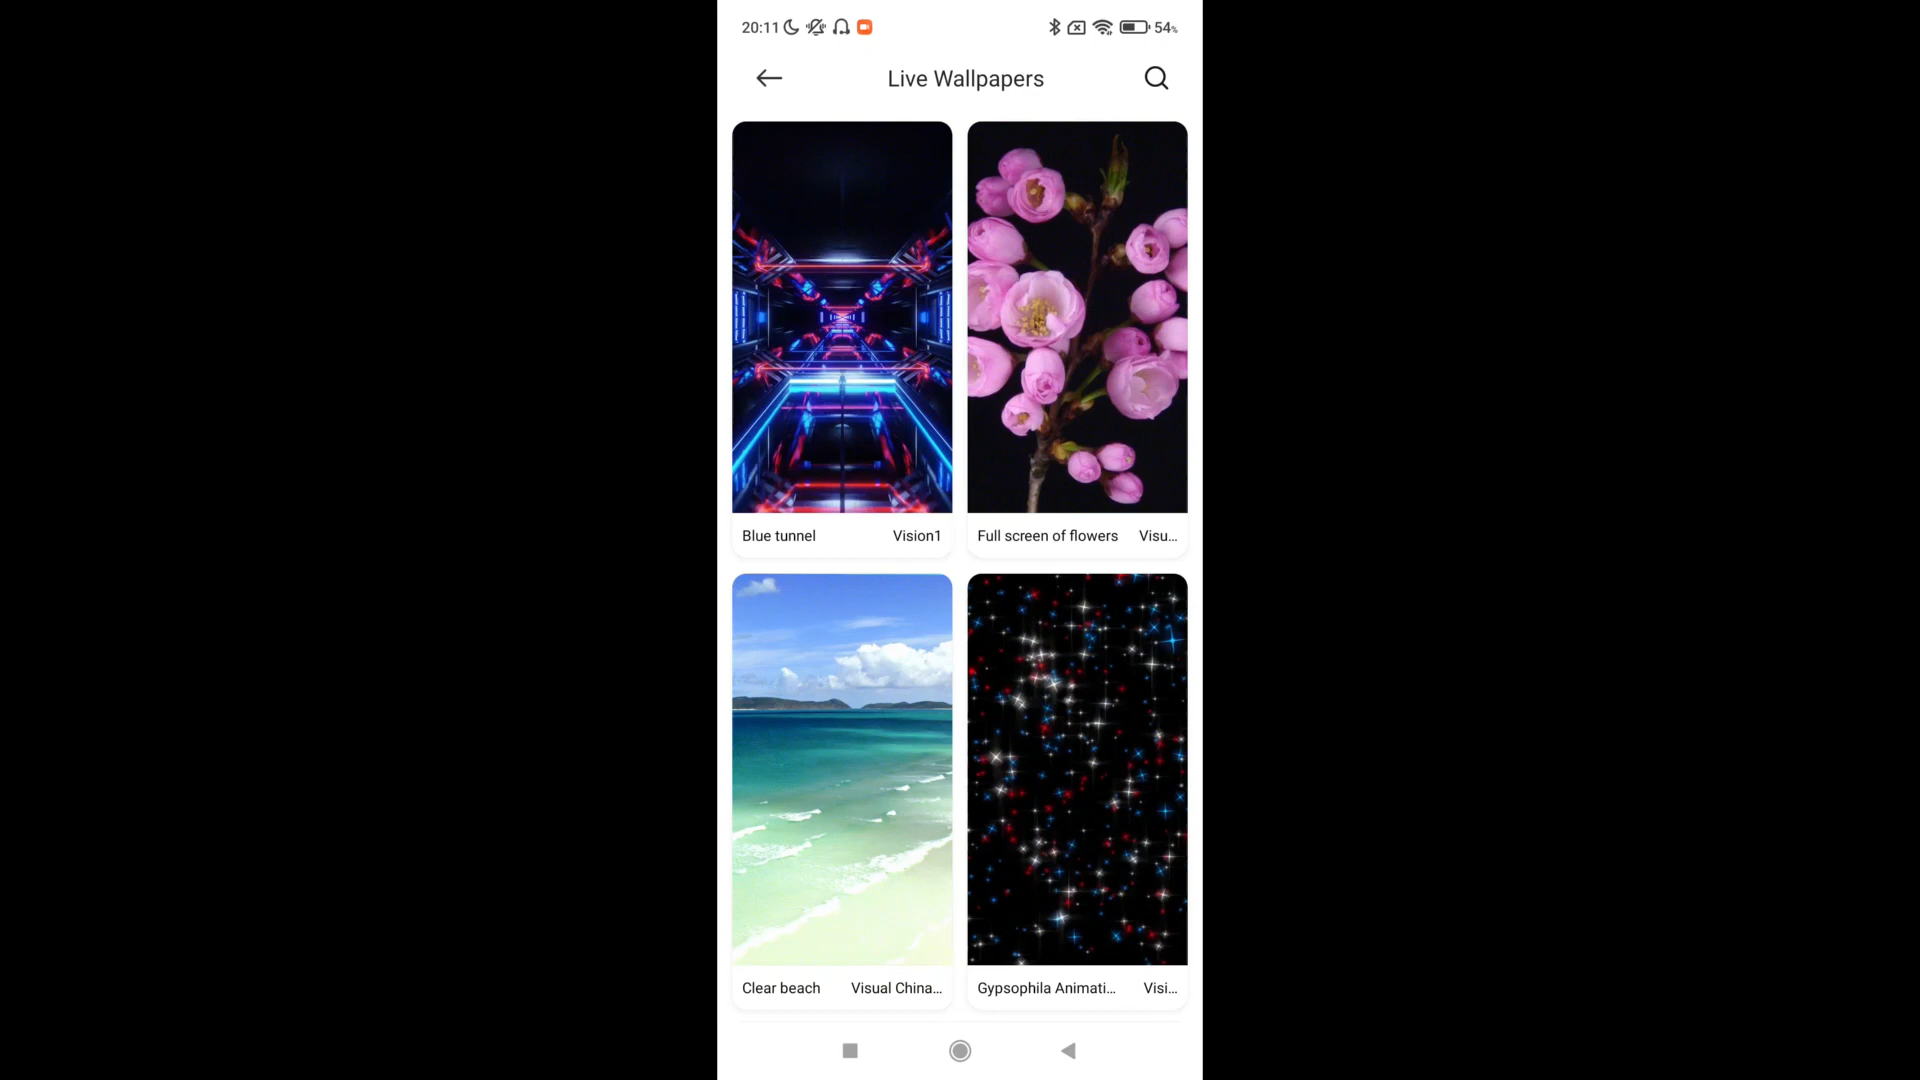 20:11 54%
Live Wallpapers
Blue tunnel Vision1
Full screen of flowers Visu...
Clear beach Visual China...
Gypsophila Animati... Visi...